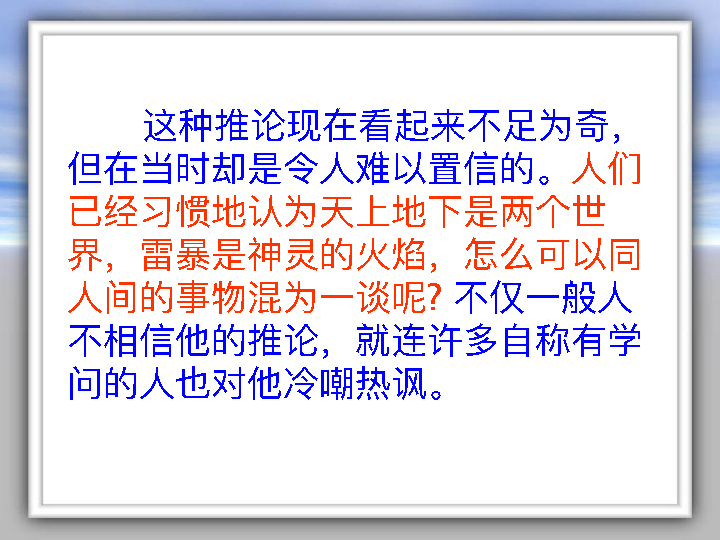 这种推论现在看起来不足为奇，
但在当时却是令人难以置信的。人们
已经习惯地认为天上地下是两个世
界，雷暴是神灵的火焰，怎么可以同
人间的事物混为一谈呢？不仅一般人
不相信他的推论，就连许多自称有学
问的人也对他冷嘲热讽。